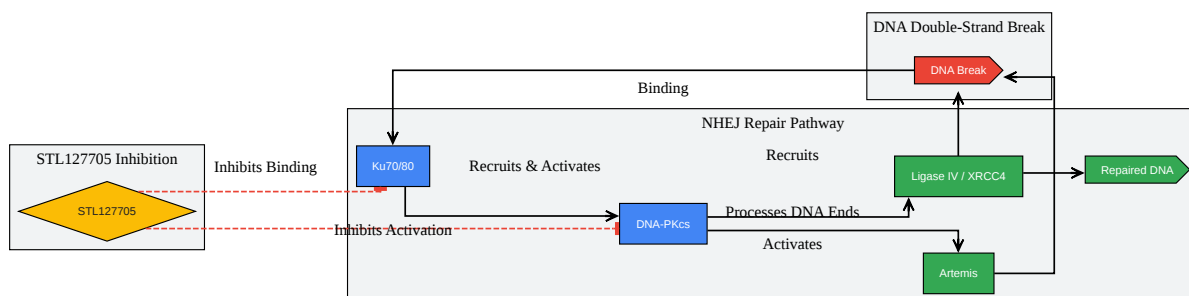 DNA Double-Strand Break
DNA Break
Binding
NHEJ Repair Pathway
STL127705 Inhibition
Inhibits Binding
Ku70/80
Recruits & Activates
Recruits
Ligase IV / XRCC4
Repaired DNA
STL127705
Inhibits Activation
DNA-PKcs
Processes DNA Ends
Activates
Artemis